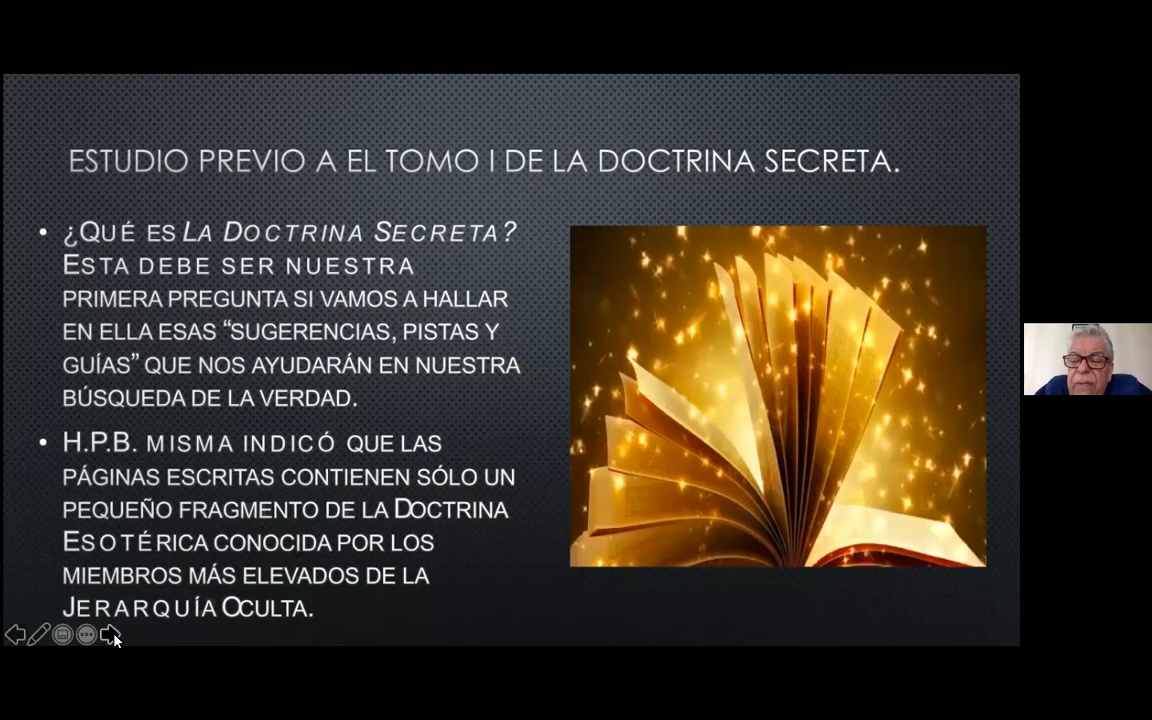 ESTUDIO PREVIO A EL TOMO I DE LA DOCTRINA SECRETA.
• ¿QUÉ ES LA DOCTRINA SECRETA?
ESTA DEBE SER NUESTRA
PRIMERA PREGUNTA SI VAMOS A HALLAR
EN ELLA ESAS “SUGERENCIAS, PISTAS Y
GUÍAS” QUE NOS AYUDARÁN EN NUESTRA
BÚSQUEDA DE LA VERDAD.
• H.P.B. MISMA INDICÓ QUE LAS
PÁGINAS ESCRITAS CONTIENEN SÓLO UN
PEQUEÑO FRAGMENTO DE LA DOCTRINA
ESOTÉRICA CONOCIDA POR LOS
MIEMBROS MÁS ELEVADOS DE LA
JERARQUÍA OCULTA.